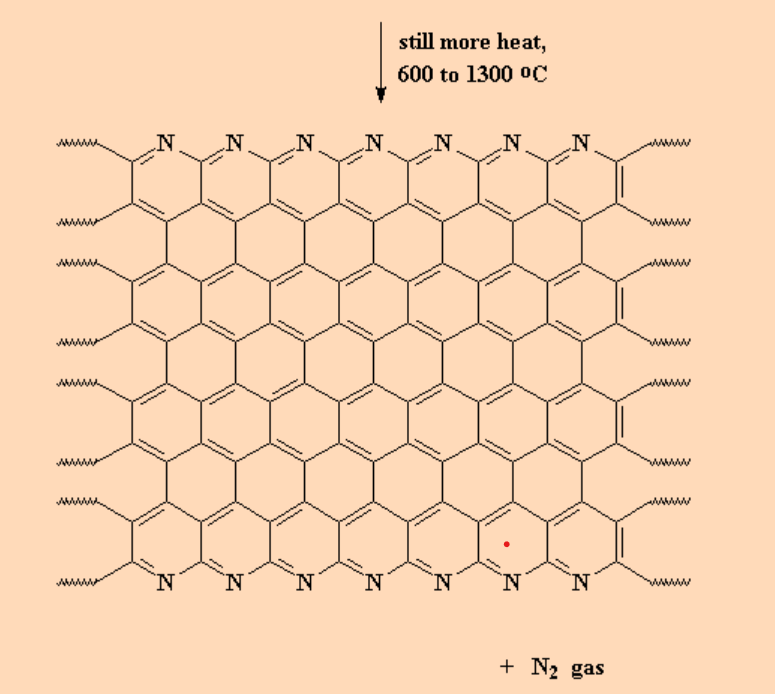 still more heat,
600 to 1300 ºC
N N N N N N N
N N N N N N N
+ N₂ gas